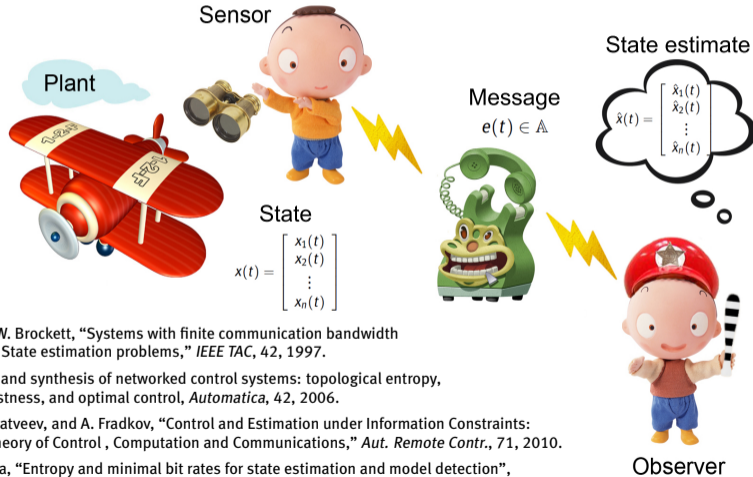 Sensor
Plant
State estimate
Message
e(t) ∈ 𝔸
x̂(t) = [ x̂₁(t)
x̂₂(t)
⋮
x̂ₙ(t) ]
State
x(t) = [ x₁(t)
x₂(t)
⋮
xₙ(t) ]
W. Brockett, “Systems with finite communication bandwidth
State estimation problems,” IEEE TAC, 42, 1997.
and synthesis of networked control systems: topological entropy,
stness, and optimal control, Automatica, 42, 2006.
atveev, and A. Fradkov, “Control and Estimation under Information Constraints:
heory of Control , Computation and Communications,” Aut. Remote Contr., 71, 2010.
a, “Entropy and minimal bit rates for state estimation and model detection”,
Observer